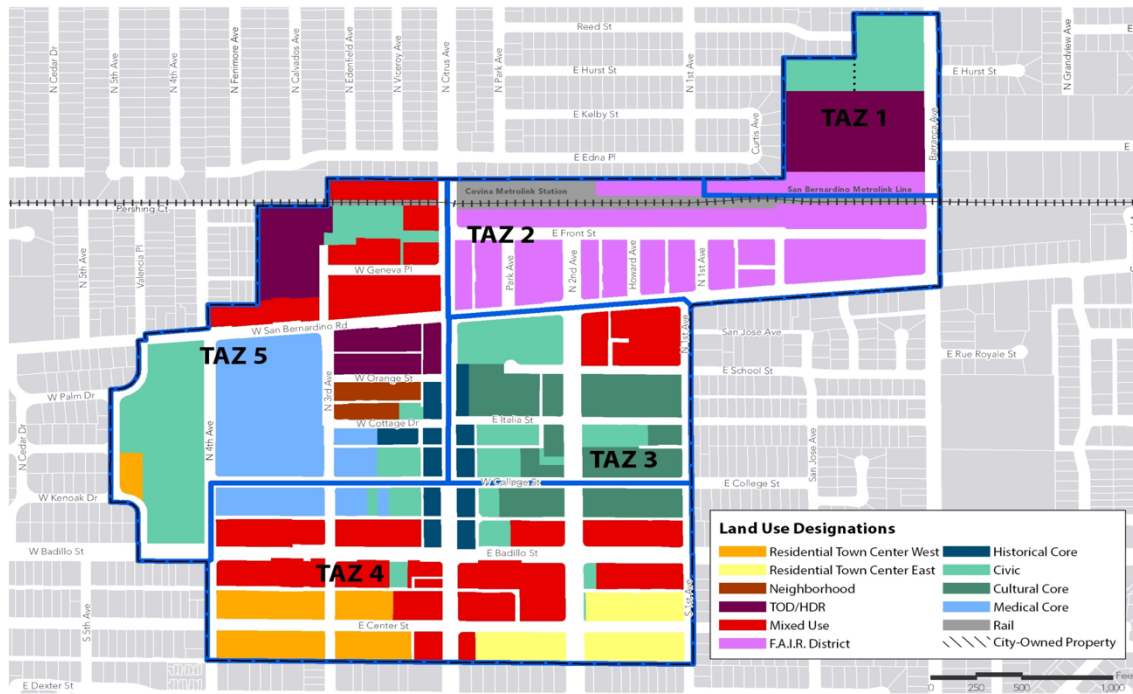 N Cedar Dr
N 5th Ave
N 4th Ave
N Fenimore Ave
N Calvados Ave
N Edenfield Ave
N Viceroy Ave
N Citrus Ave
N Park Ave
Reed St
N 1st Ave
E Hurst St
E Kelby St
E Edna Pl
Curtis Ave
TAZ 1
Barranca Ave
E Hurst St
N Grandview Ave
Covina Metrolink Station
San Bernardino Metrolink Line
Pershing Ct
N 5th Ave
Valencia Pl
TAZ 2
E Front St
W Geneva Pl
Park Ave
N 2nd Ave
Howard Ave
N 1st Ave
W San Bernardino Rd
TAZ 5
N 1st Ave
San Jose Ave
E Rue Royale St
W Orange St
E School St
N 3rd Ave
W Palm Dr
N Cedar Dr
N 4th Ave
W Cottage Dr
E Italia St
TAZ 3
San Jose Ave
W Kenoak Dr
W College St
E College St
W Badillo St
E Badillo St
TAZ 4
S 5th Ave
E Center St
S 1st Ave
E Dexter St
Land Use Designations
Residential Town Center West
Residential Town Center East
Neighborhood
TOD/HDR
Mixed Use
F.A.I.R. District
Historical Core
Civic
Cultural Core
Medical Core
Rail
City-Owned Property
Fee
0 250 500 1,000